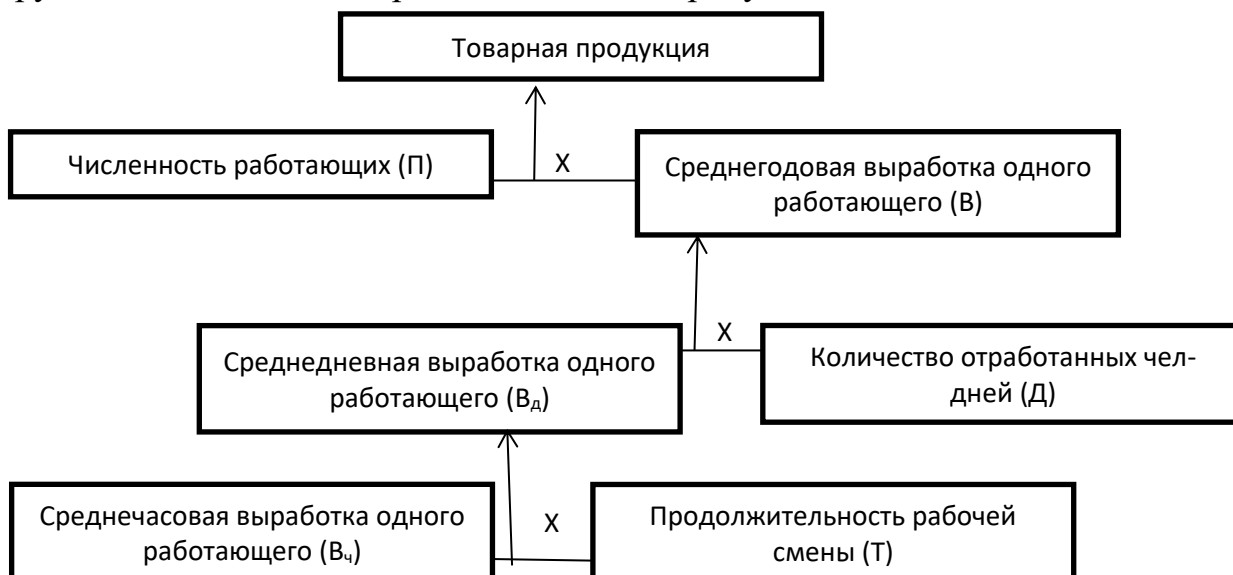 Товарная продукция
Численность работающих (П)
X
Среднегодовая выработка одного
работающего (В)
Среднедневная выработка одного
работающего (Вд)
X
Количество отработанных чел-
дней (Д)
Среднечасовая выработка одного
работающего (Вч)
X
Продолжительность рабочей
смены (Т)